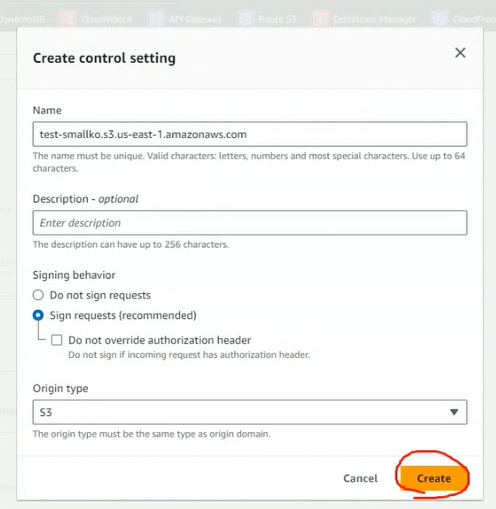 DynamoDB CloudWatch API Gateway Route 53 Certificate Manager CloudFron
Create control setting
Name
test-smallko.s3.us-east-1.amazonaws.com
The name must be unique. Valid characters: letters, numbers and most special characters. Use up to 64
characters.
Description - optional
Enter description
The description can have up to 256 characters.
Signing behavior
Do not sign requests
Sign requests (recommended)
Do not override authorization header
Do not sign if incoming request has authorization header.
Origin type
S3
The origin type must be the same type as origin domain.
Cancel Create